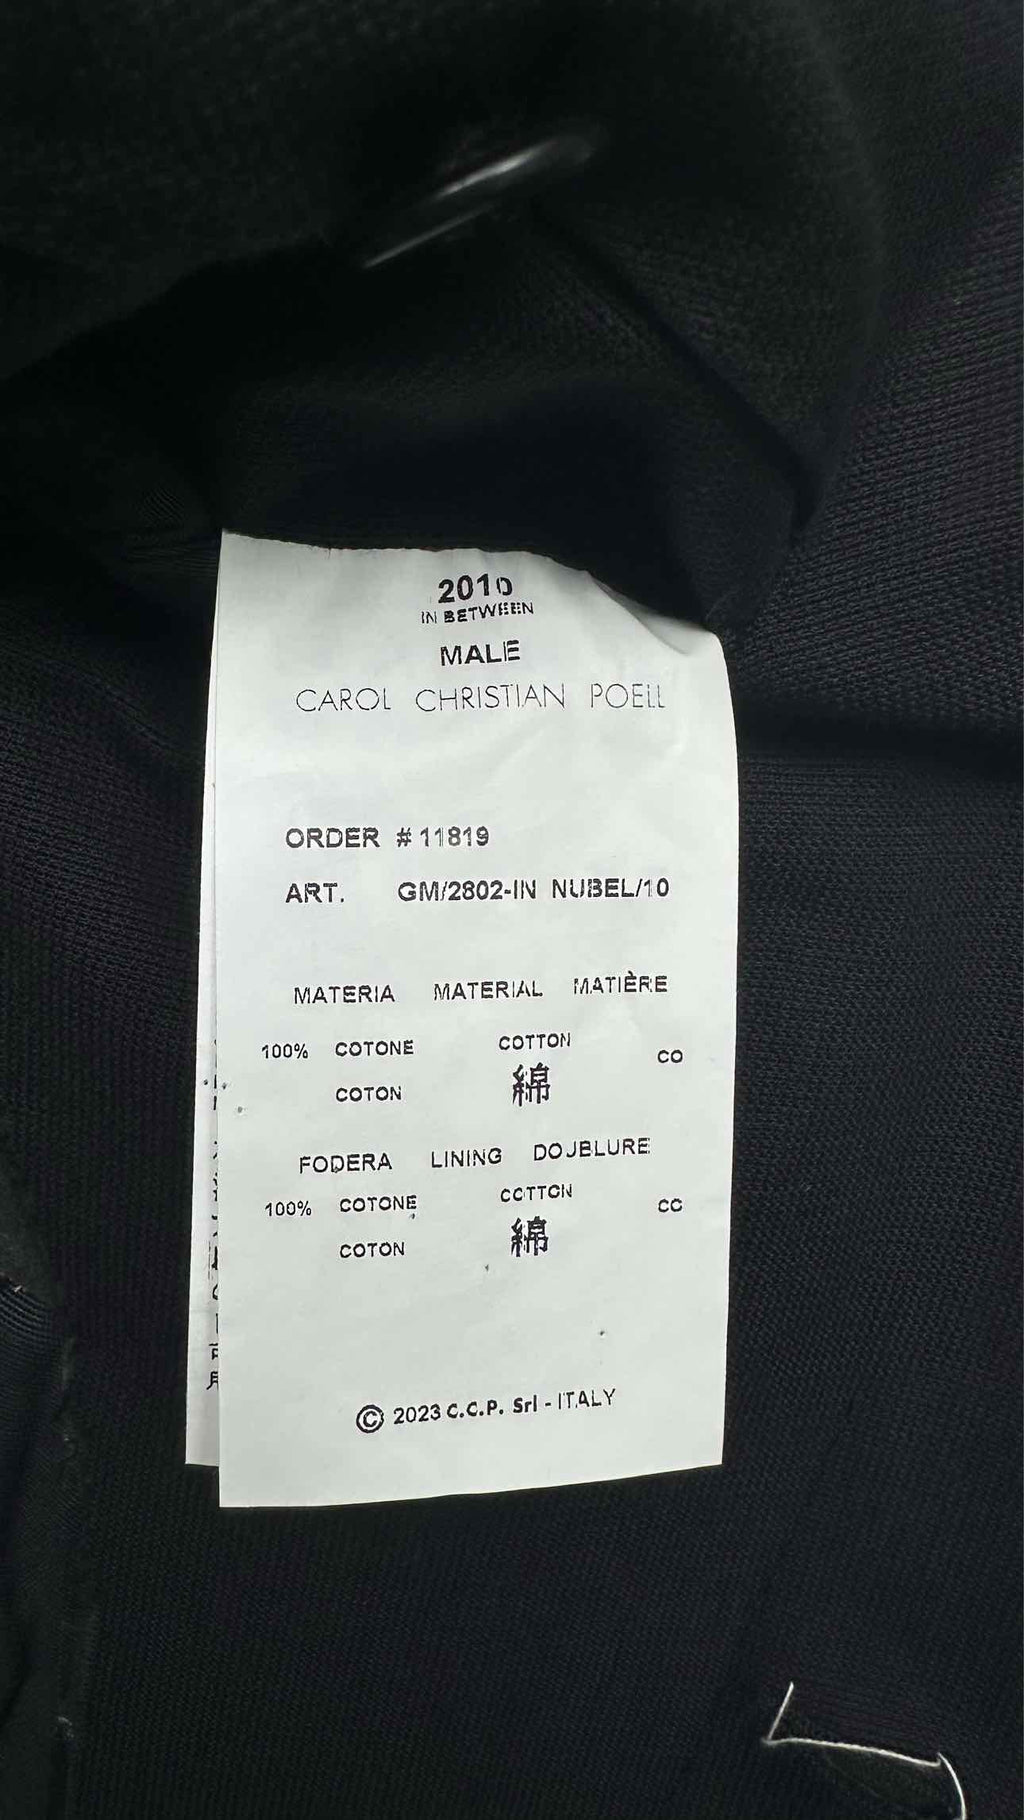 2010
IN BETWEEN
MALE
CAROL CHRISTIAN POELL
ORDER #11819
ART. GM/2802-IN NUBEL/10
MATERIA MATERIAL MATIÈRE
100% COTONE COTTON CO
COTON 綿
FODERA LINING DOUBLURE
100% COTONE COTTON CO
COTON 綿
© 2023 C.C.P. Srl - ITALY